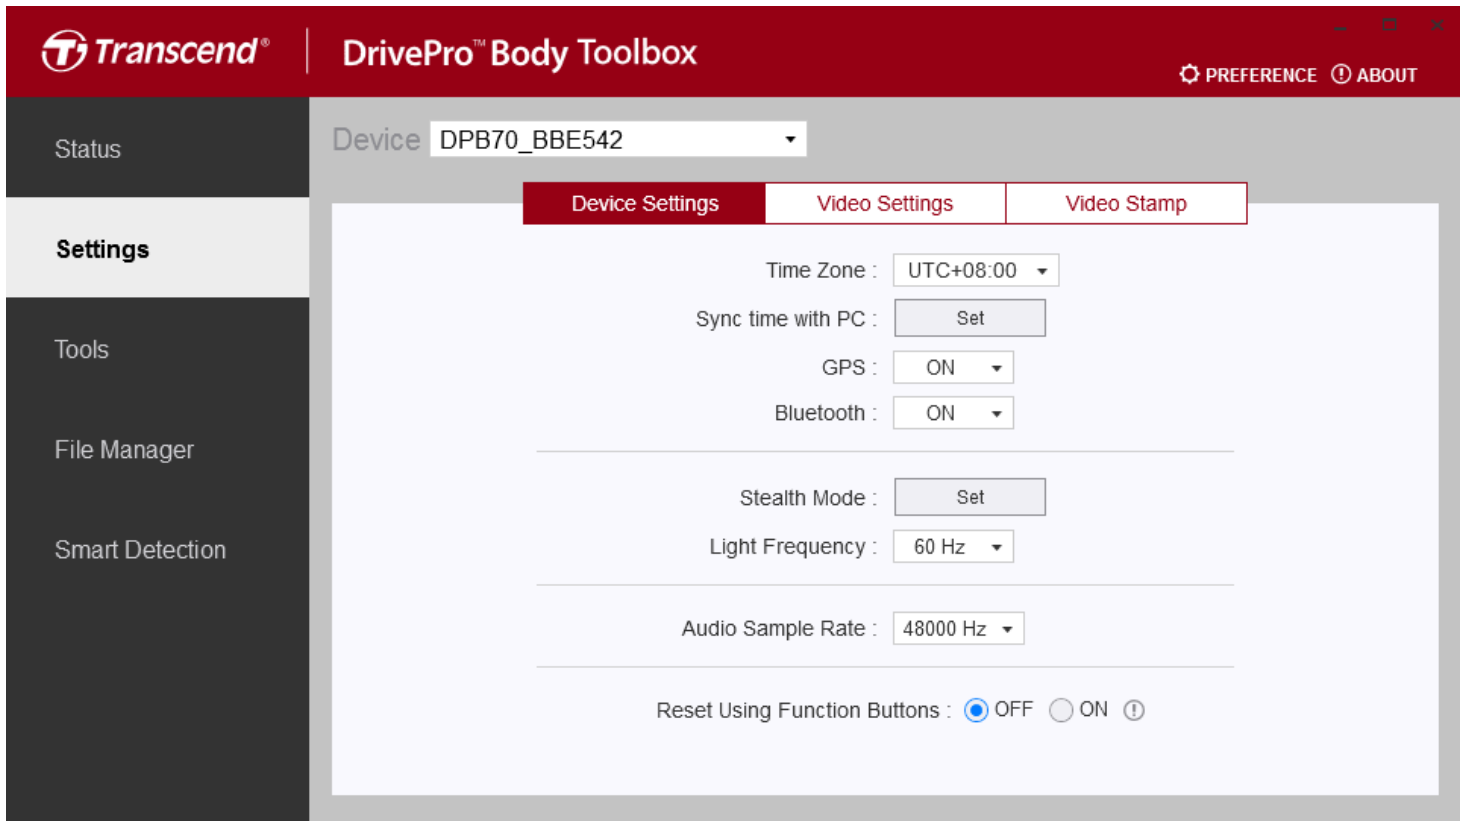 Transcend®
DrivePro™ Body Toolbox
PREFERENCE ABOUT
Status
Settings
Tools
File Manager
Smart Detection
Device DPB70_BBE542
Device Settings Video Settings Video Stamp
Time Zone : UTC+08:00
Sync time with PC : Set
GPS : ON
Bluetooth : ON
Stealth Mode : Set
Light Frequency : 60 Hz
Audio Sample Rate : 48000 Hz
Reset Using Function Buttons : OFF ON